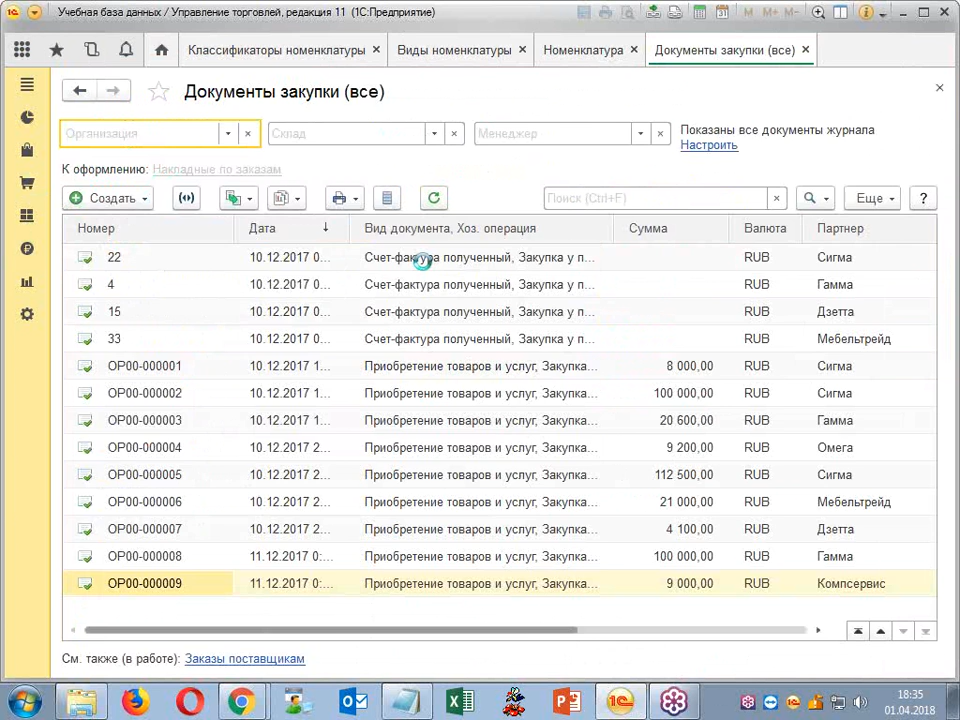 Учебная база данных / Управление торговлей, редакция 11 (1С:Предприятие)
M M+ M-
Классификаторы номенклатуры × Виды номенклатуры × Номенклатура × Документы закупки (все) ×
Документы закупки (все)
Организация Склад Менеджер Показаны все документы журнала
Настроить
К оформлению: Накладные по заказам
Создать Поиск (Ctrl+F) × Еще ?
Номер Дата ↓ Вид документа, Хоз. операция Сумма Валюта Партнер
22 10.12.2017 0... Счет-фактура полученный, Закупка у п... RUB Сигма
4 10.12.2017 0... Счет-фактура полученный, Закупка у п... RUB Гамма
15 10.12.2017 0... Счет-фактура полученный, Закупка у п... RUB Дзетта
33 10.12.2017 0... Счет-фактура полученный, Закупка у п... RUB Мебельтрейд
ОР00-000001 10.12.2017 1... Приобретение товаров и услуг, Закупка... 8 000,00 RUB Сигма
ОР00-000002 10.12.2017 1... Приобретение товаров и услуг, Закупка... 100 000,00 RUB Сигма
ОР00-000003 10.12.2017 1... Приобретение товаров и услуг, Закупка... 20 600,00 RUB Гамма
ОР00-000004 10.12.2017 2... Приобретение товаров и услуг, Закупка... 9 200,00 RUB Омега
ОР00-000005 10.12.2017 2... Приобретение товаров и услуг, Закупка... 112 500,00 RUB Сигма
ОР00-000006 10.12.2017 2... Приобретение товаров и услуг, Закупка... 21 000,00 RUB Мебельтрейд
ОР00-000007 10.12.2017 2... Приобретение товаров и услуг, Закупка... 4 100,00 RUB Дзетта
ОР00-000008 11.12.2017 0:... Приобретение товаров и услуг, Закупка... 100 000,00 RUB Гамма
ОР00-000009 11.12.2017 0:... Приобретение товаров и услуг, Закупка... 9 000,00 RUB Компсервис
См. также (в работе): Заказы поставщикам
18:35
01.04.2018